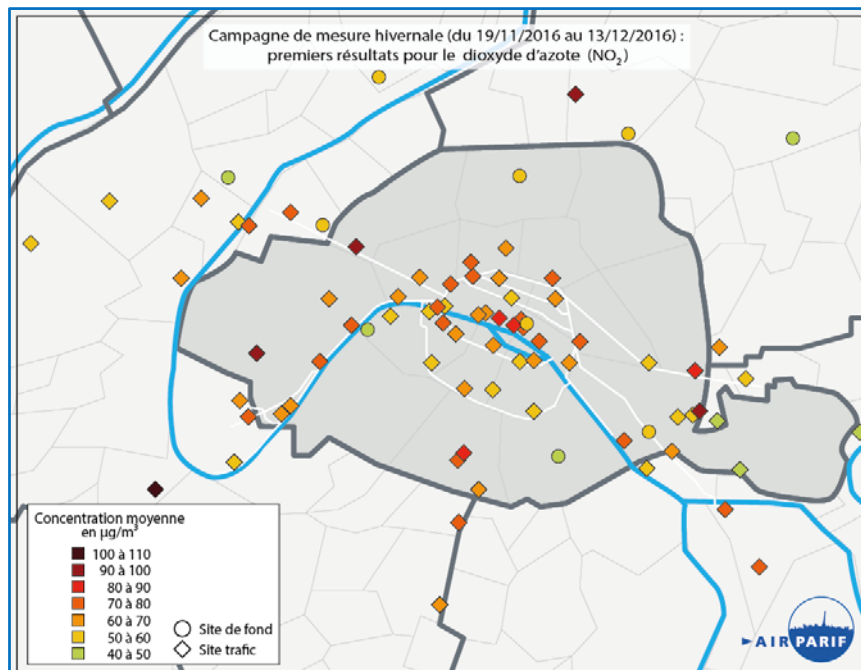 Campagne de mesure hivernale (du 19/11/2016 au 13/12/2016) :
premiers résultats pour le dioxyde d'azote (NO₂)
Concentration moyenne
en µg/m³
100 à 110
90 à 100
80 à 90
70 à 80
60 à 70
50 à 60
40 à 50
Site de fond
Site trafic
AIRPARIF